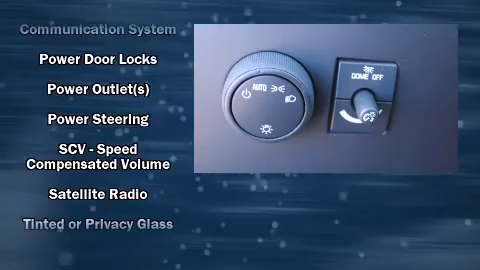 Communication System
Power Door Locks
Power Outlet(s)
Power Steering
SCV - Speed
Compensated Volume
Satellite Radio
Tinted or Privacy Glass
AUTO
DOME OFF